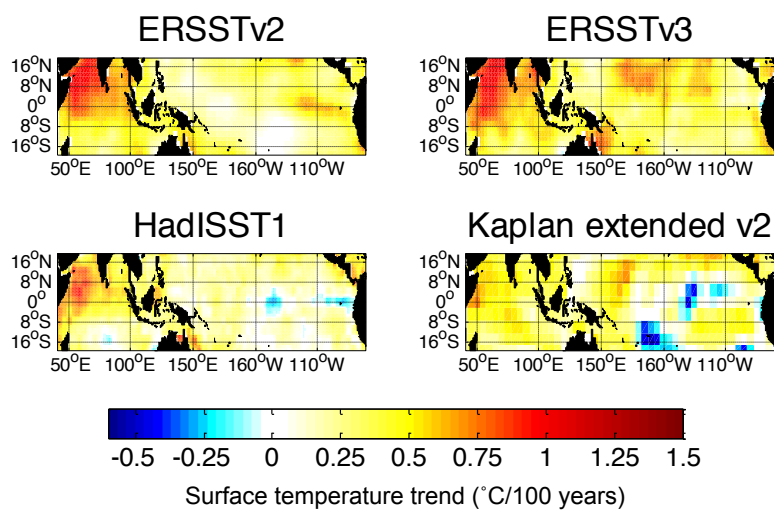 ERSSTv2
ERSSTv3
16°N
8°N
0°
8°S
16°S
50°E 100°E 150°E 160°W 110°W
16°N
8°N
0°
8°S
16°S
50°E 100°E 150°E 160°W 110°W
HadISST1
Kaplan extended v2
16°N
8°N
0°
8°S
16°S
50°E 100°E 150°E 160°W 110°W
16°N
8°N
0°
8°S
16°S
50°E 100°E 150°E 160°W 110°W
-0.5 -0.25 0 0.25 0.5 0.75 1 1.25 1.5
Surface temperature trend (˚C/100 years)